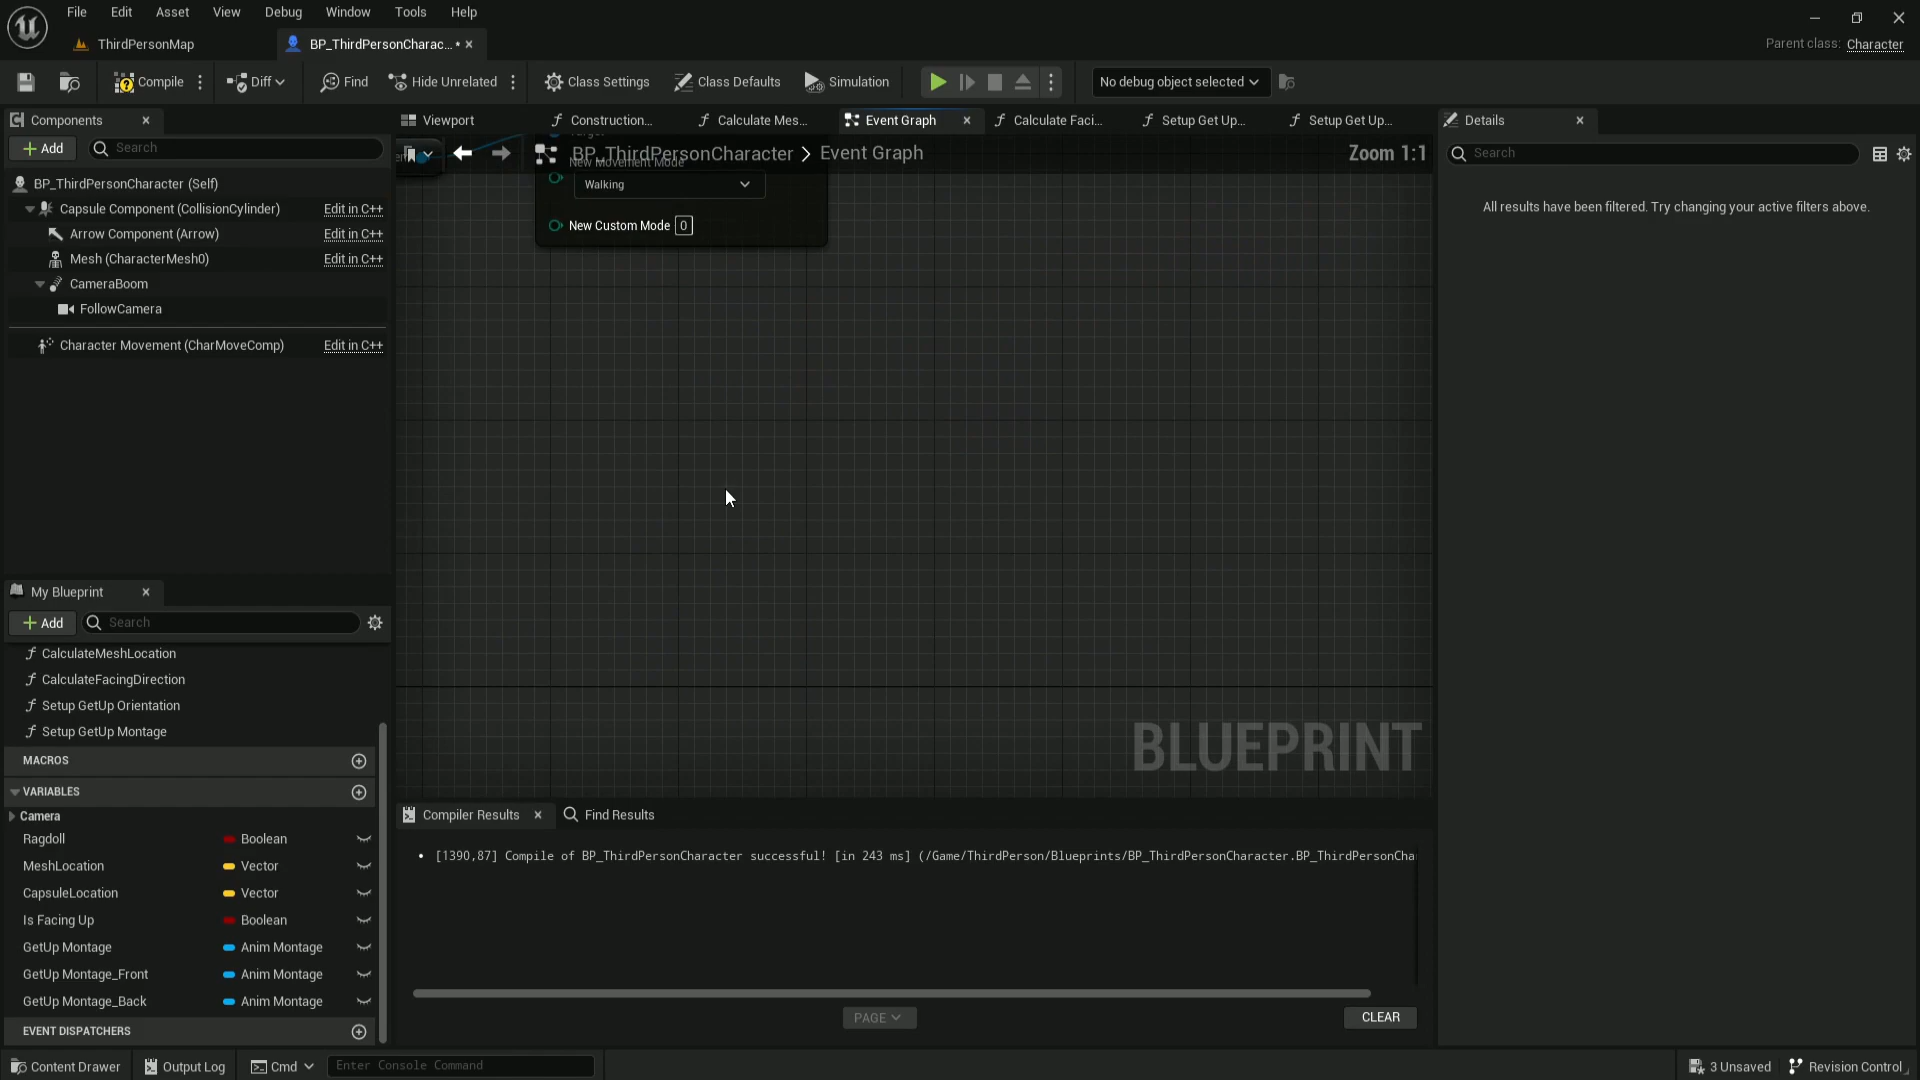 File Edit Asset View Debug Window Tools Help
ThirdPersonMap
BP_ThirdPersonCharac... •
Parent class: Character
Compile
Diff
Find
Hide Unrelated
Class Settings
Class Defaults
Simulation
No debug object selected
Components
Viewport
Construction...
Calculate Mes...
Event Graph
Calculate Faci...
Setup Get Up...
Setup Get Up...
Details
Add
Search
BP_ThirdPersonCharacter > Event Graph
Zoom 1:1
Search
Target
New Movement Mode
Walking
New Custom Mode 0
All results have been filtered. Try changing your active filters above.
BP_ThirdPersonCharacter (Self)
Capsule Component (CollisionCylinder) Edit in C++
Arrow Component (Arrow) Edit in C++
Mesh (CharacterMesh0) Edit in C++
CameraBoom
FollowCamera
Character Movement (CharMoveComp) Edit in C++
My Blueprint
Add
Search
CalculateMeshLocation
CalculateFacingDirection
Setup GetUp Orientation
Setup GetUp Montage
MACROS
VARIABLES
Camera
Ragdoll Boolean
MeshLocation Vector
CapsuleLocation Vector
Is Facing Up Boolean
GetUp Montage Anim Montage
GetUp Montage_Front Anim Montage
GetUp Montage_Back Anim Montage
EVENT DISPATCHERS
BLUEPRINT
Compiler Results
Find Results
• [1390,87] Compile of BP_ThirdPersonCharacter successful! [in 243 ms] (/Game/ThirdPerson/Blueprints/BP_ThirdPersonCharacter.BP_ThirdPersonChar
PAGE
CLEAR
Content Drawer
Output Log
Cmd
Enter Console Command
3 Unsaved
Revision Control